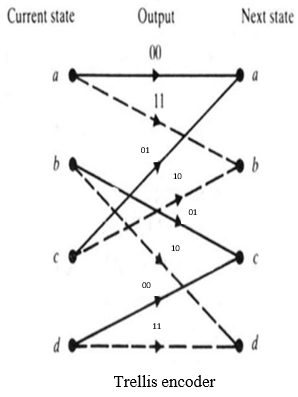 Current state Output Next state
00
a a
11
01
b 10 b
01
10
c c
00
11
d d
Trellis encoder